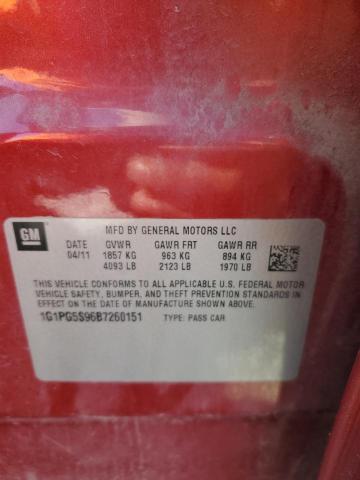 GM
MFD BY GENERAL MOTORS LLC
DATE GVWR GAWR FRT GAWR RR
04/11 1857 KG 963 KG 894 KG
4093 LB 2123 LB 1970 LB
THIS VEHICLE CONFORMS TO ALL APPLICABLE U.S. FEDERAL MOTOR
VEHICLE SAFETY, BUMPER, AND THEFT PREVENTION STANDARDS
IN EFFECT ON THE DATE OF MANUFACTURE SHOWN ABOVE.
1G1PG5S96B7260151 TYPE: PASS CAR